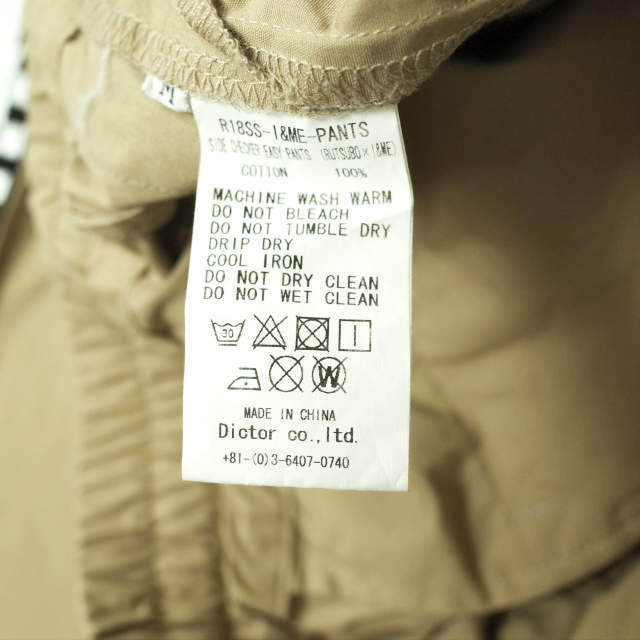 M
R18SS-I&ME-PANTS
SIDE CHECKER EASY PANTS (RUTSUBO×I&ME)
COTTON 100%
MACHINE WASH WARM
DO NOT BLEACH
DO NOT TUMBLE DRY
DRIP DRY
COOL IRON
DO NOT DRY CLEAN
DO NOT WET CLEAN
30
W
MADE IN CHINA
Dictor co.,ltd.
+81-(0)3-6407-0740